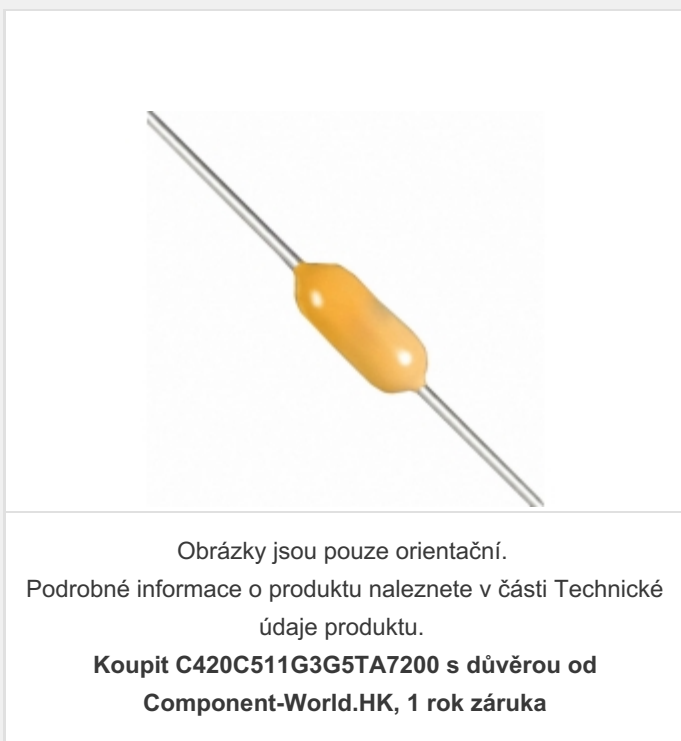 Obrázky jsou pouze orientační.
Podrobné informace o produktu naleznete v části Technické
údaje produktu.
Koupit C420C511G3G5TA7200 s důvěrou od
Component-World.HK, 1 rok záruka